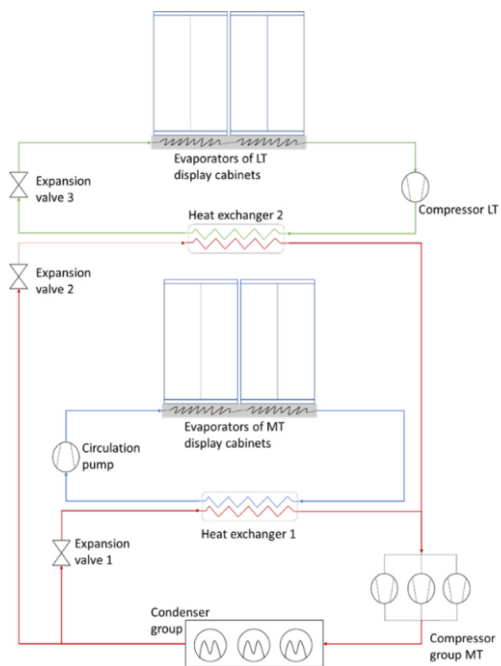 Evaporators of LT
display cabinets
Expansion
valve 3
Compressor LT
Heat exchanger 2
Expansion
valve 2
Evaporators of MT
display cabinets
Circulation
pump
Heat exchanger 1
Expansion
valve 1
Condenser
group
Compressor
group MT